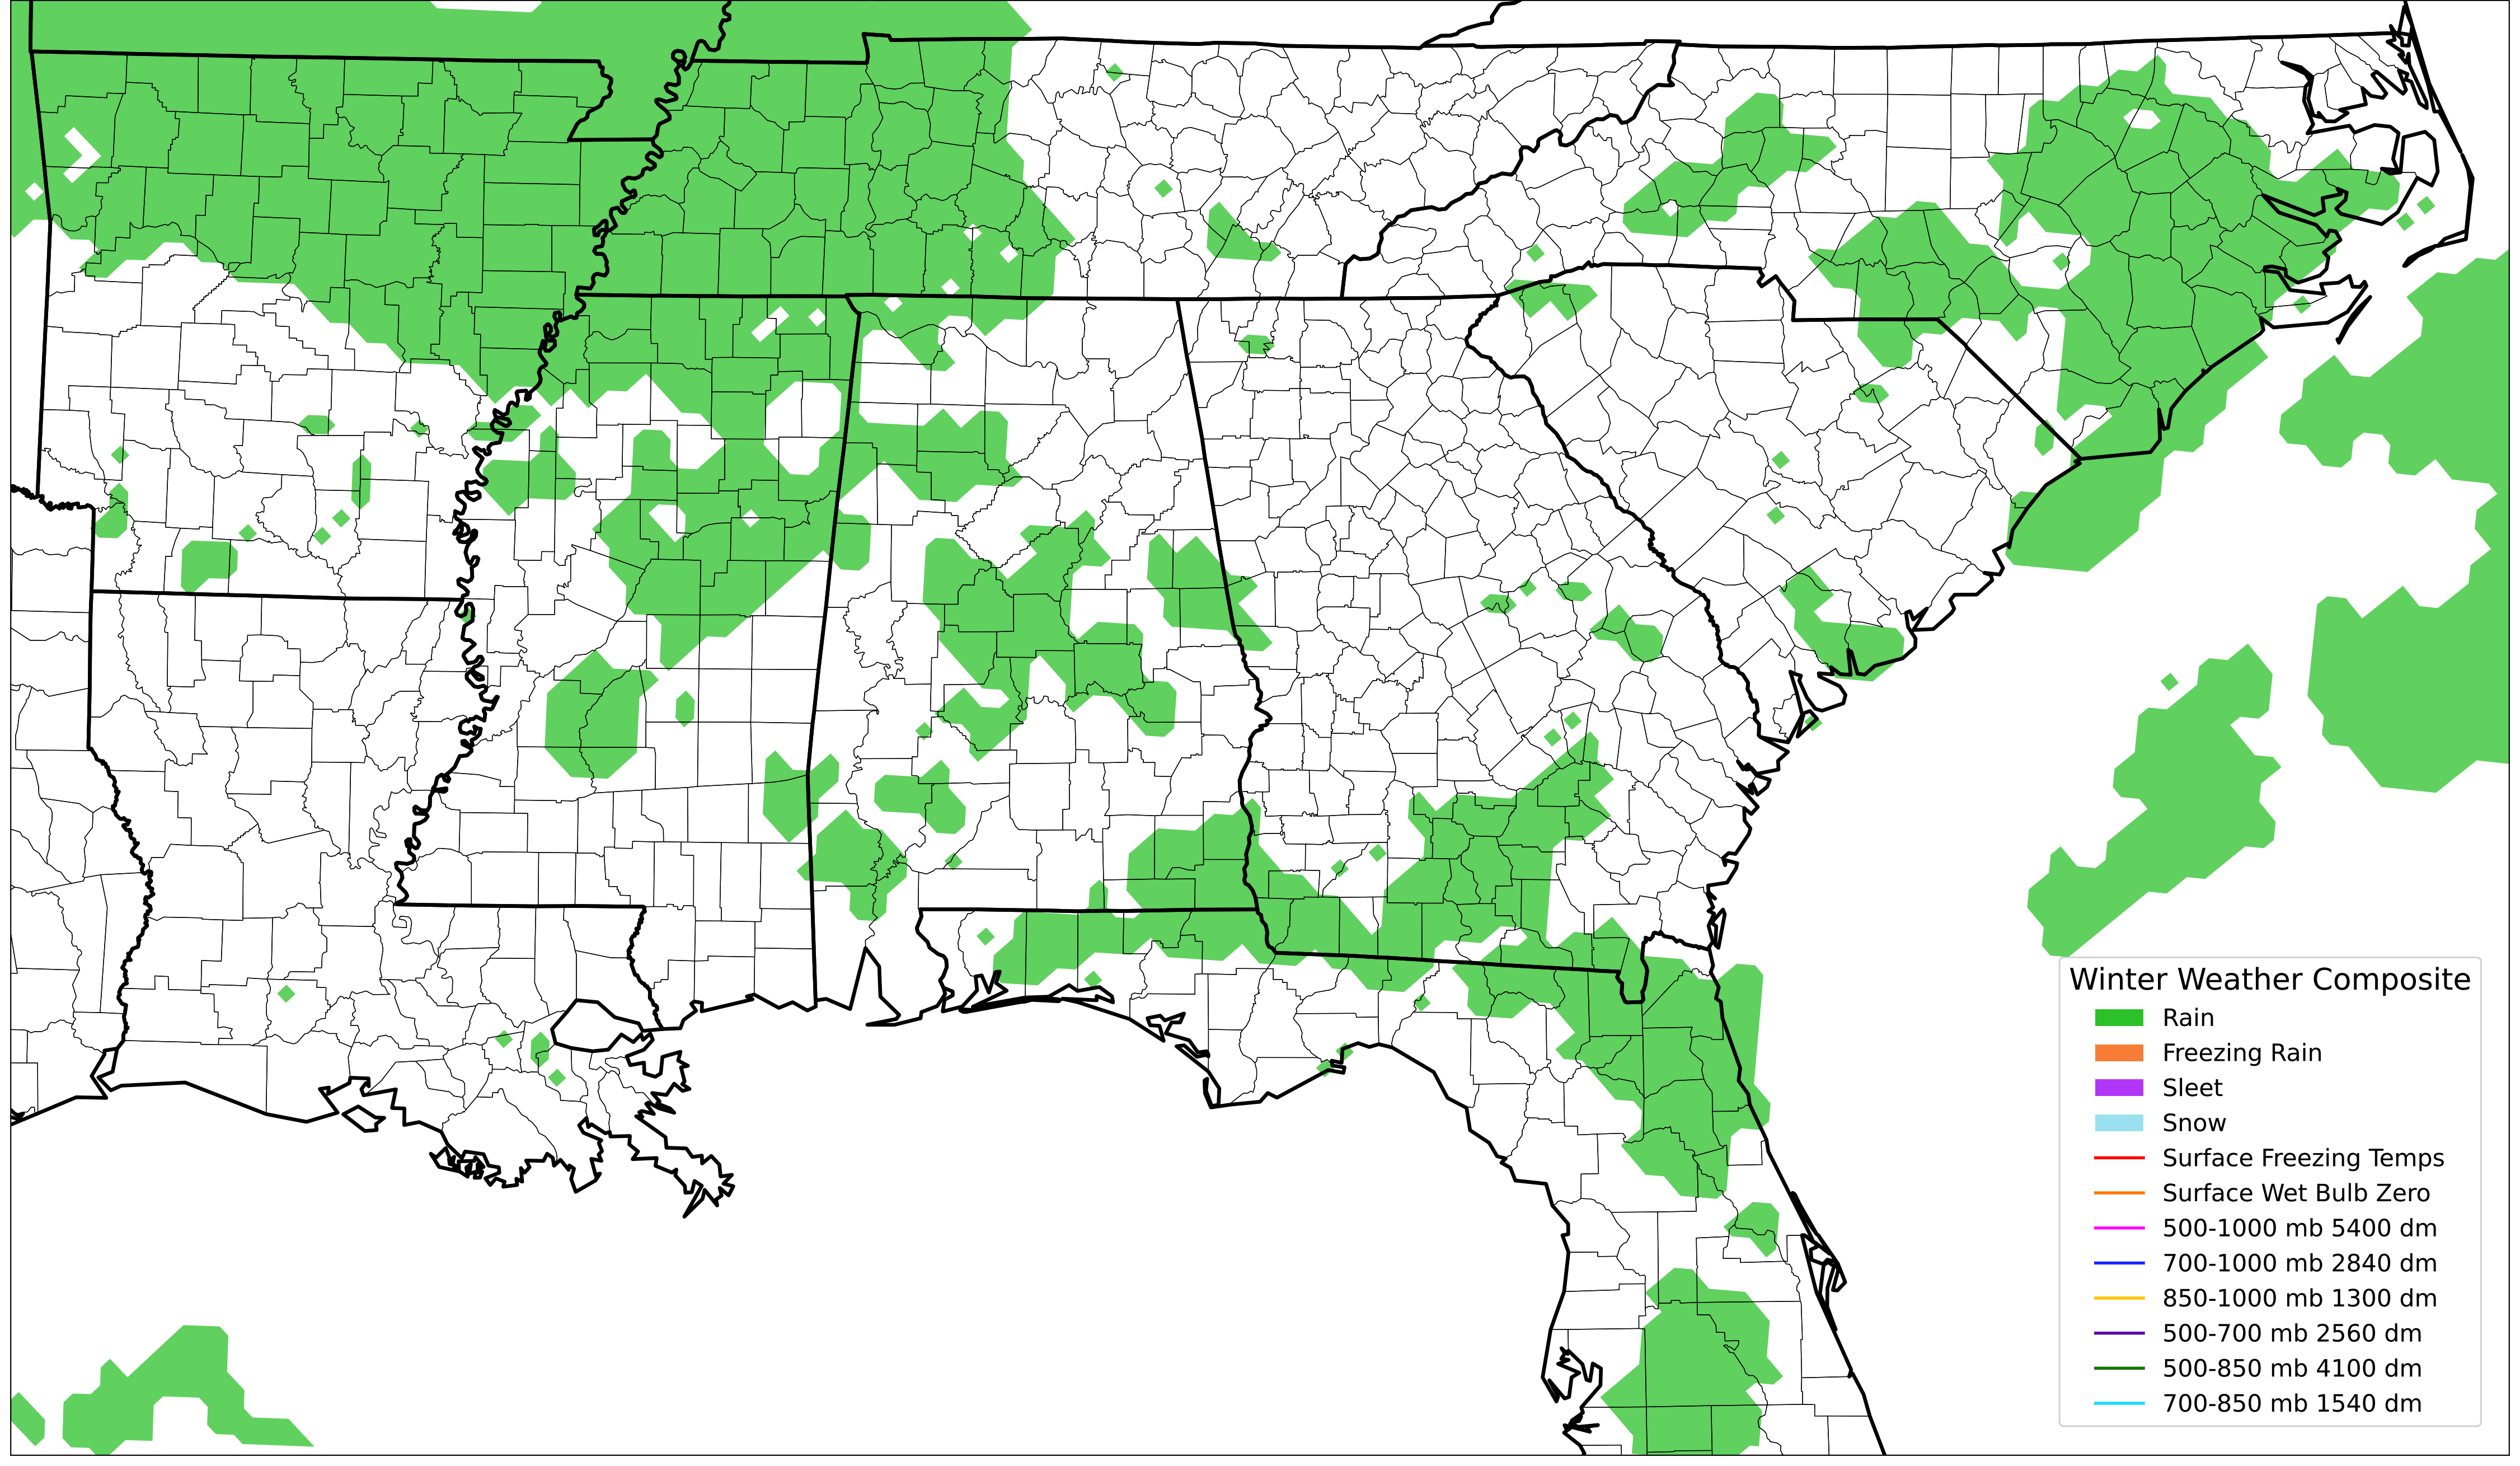 Winter Weather Composite
Rain
Freezing Rain
Sleet
Snow
Surface Freezing Temps
Surface Wet Bulb Zero
500-1000 mb 5400 dm
700-1000 mb 2840 dm
850-1000 mb 1300 dm
500-700 mb 2560 dm
500-850 mb 4100 dm
700-850 mb 1540 dm